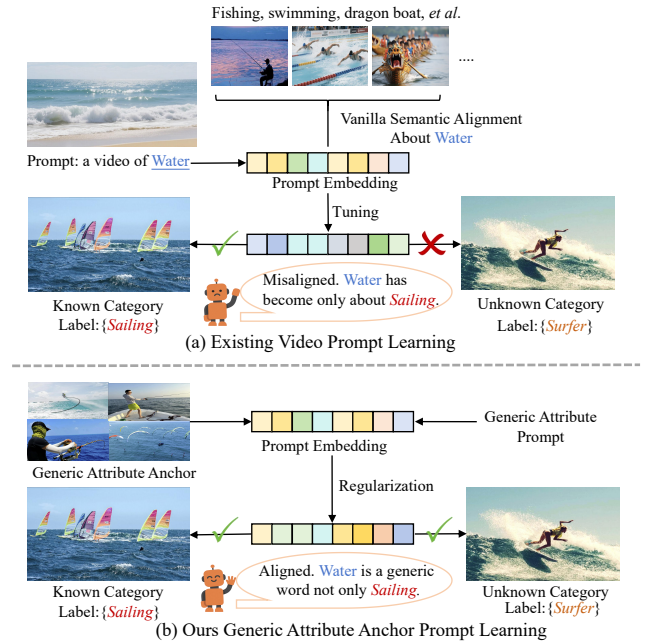 Fishing, swimming, dragon boat, et al.
....
Vanilla Semantic Alignment
About Water
Prompt: a video of Water
Prompt Embedding
Tuning
Misaligned. Water has
become only about Sailing.
Known Category
Label:{Sailing}
Unknown Category
Label:{Surfer}
(a) Existing Video Prompt Learning
Generic Attribute Anchor
Prompt Embedding
Generic Attribute
Prompt
Regularization
Aligned. Water is a generic
word not only Sailing.
Known Category
Label:{Sailing}
Unknown Category
Label:{Surfer}
(b) Ours Generic Attribute Anchor Prompt Learning